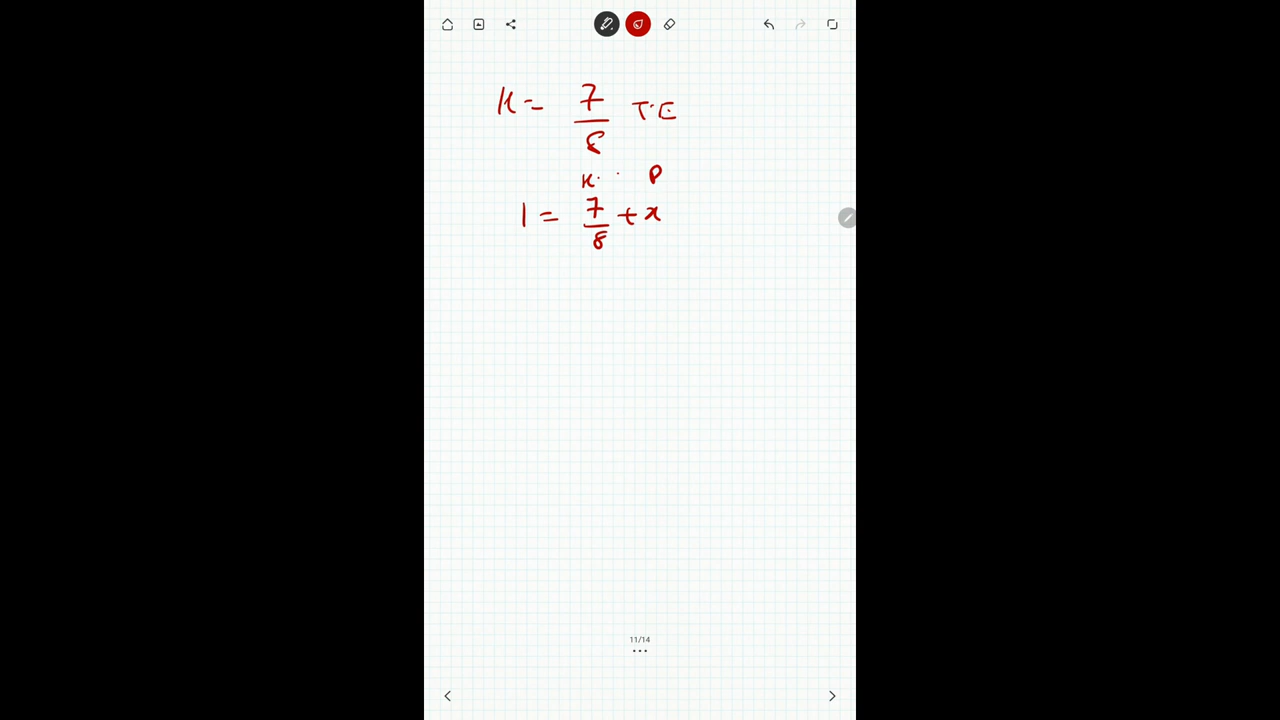 K = 7/8 T.E
K. P
1 = 7/8 + x
11/14